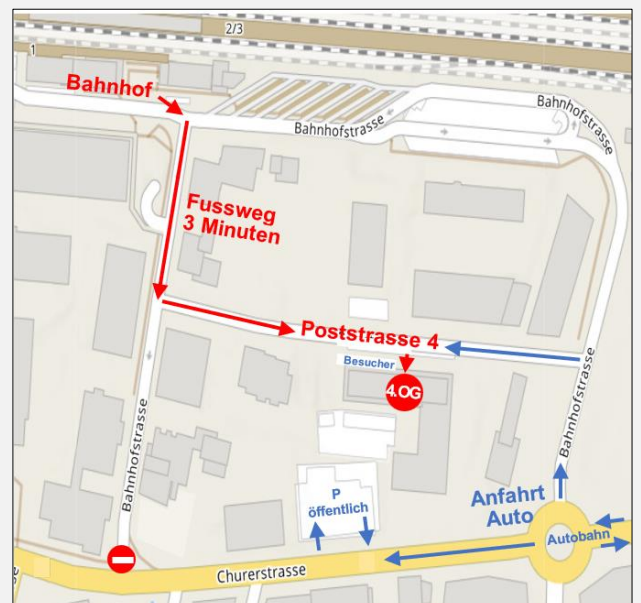 2/3
1
Bahnhof
Bahnhofstrasse
Bahnhofstrasse
Fussweg
3 Minuten
Poststrasse 4
Besucher
4.OG
Bahnhofstrasse
Bahnhofstrasse
P
öffentlich
Anfahrt
Auto
Autobahn
Churerstrasse